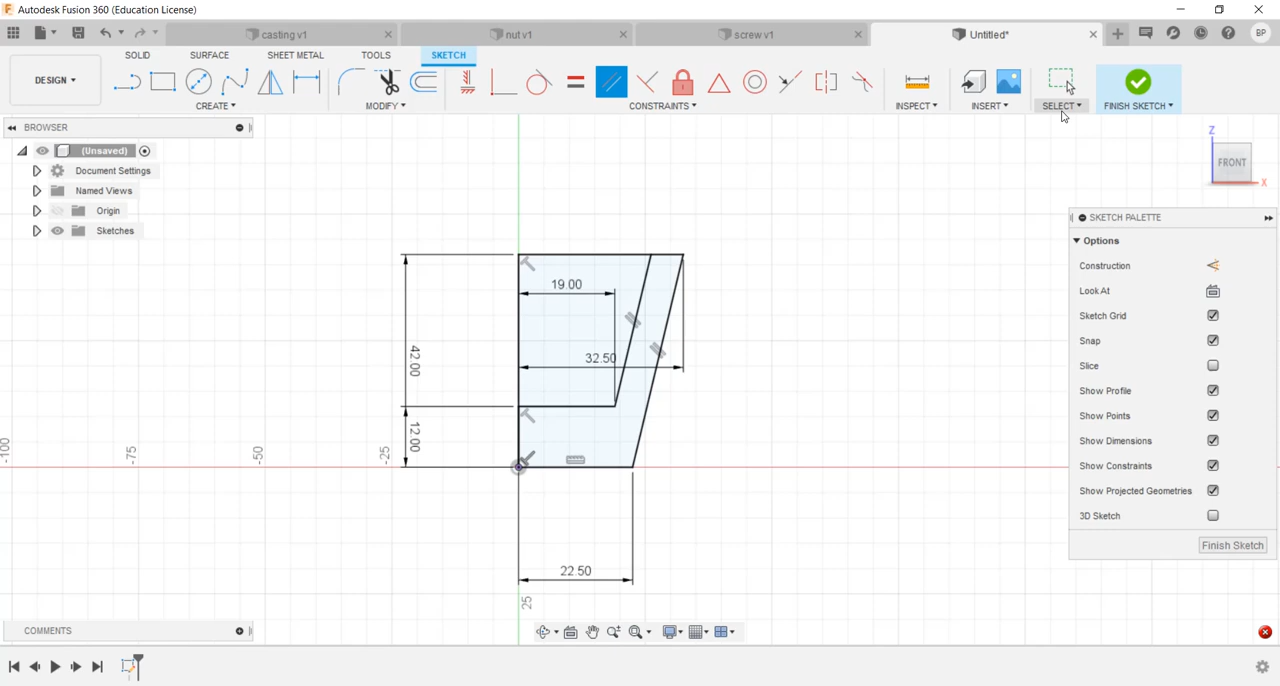 Autodesk Fusion 360 (Education License)
casting v1
nut v1
screw v1
Untitled*
BP
DESIGN
SOLID
SURFACE
SHEET METAL
TOOLS
SKETCH
CREATE
MODIFY
CONSTRAINTS
INSPECT
INSERT
SELECT
FINISH SKETCH
BROWSER
(Unsaved)
Document Settings
Named Views
Origin
Sketches
Z
FRONT
X
SKETCH PALETTE
Options
Construction
Look At
Sketch Grid
Snap
Slice
Show Profile
Show Points
Show Dimensions
Show Constraints
Show Projected Geometries
3D Sketch
Finish Sketch
19.00
32.50
42.00
12.00
22.50
-100
-75
-50
-25
25
COMMENTS